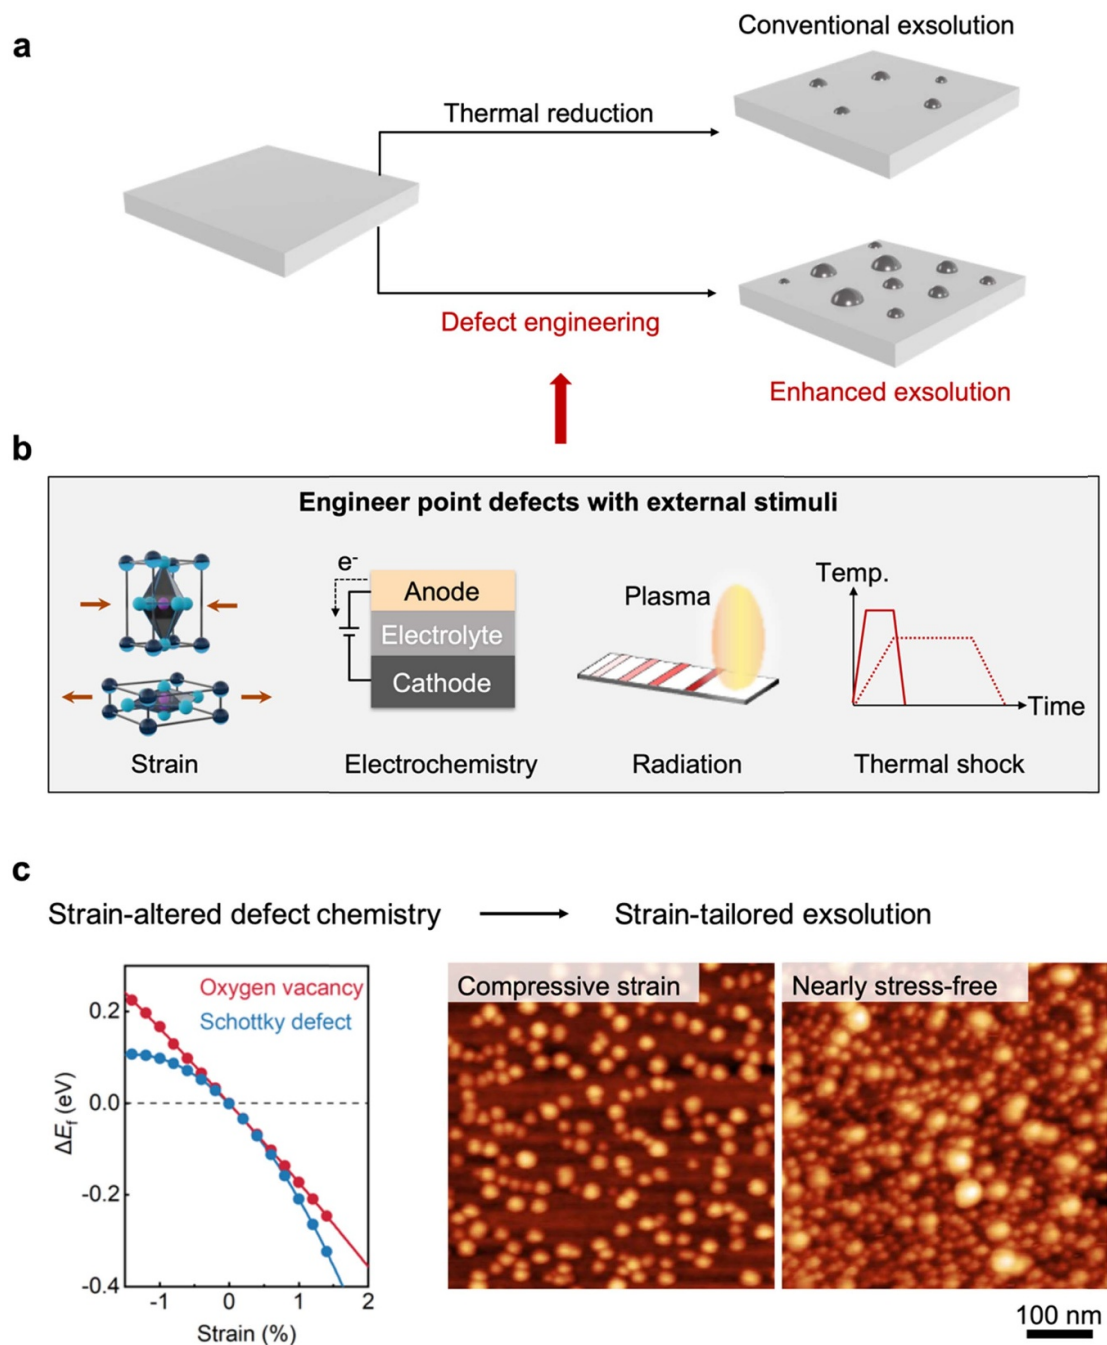 a
Conventional exsolution
Thermal reduction
Defect engineering
Enhanced exsolution
b
Engineer point defects with external stimuli
e-
Anode
Electrolyte
Cathode
Plasma
Temp.
Time
Strain
Electrochemistry
Radiation
Thermal shock
c
Strain-altered defect chemistry
Strain-tailored exsolution
Oxygen vacancy
Schottky defect
0.2
0.0
-0.2
-0.4
ΔEf (eV)
-1 0 1 2
Strain (%)
Compressive strain
Nearly stress-free
100 nm